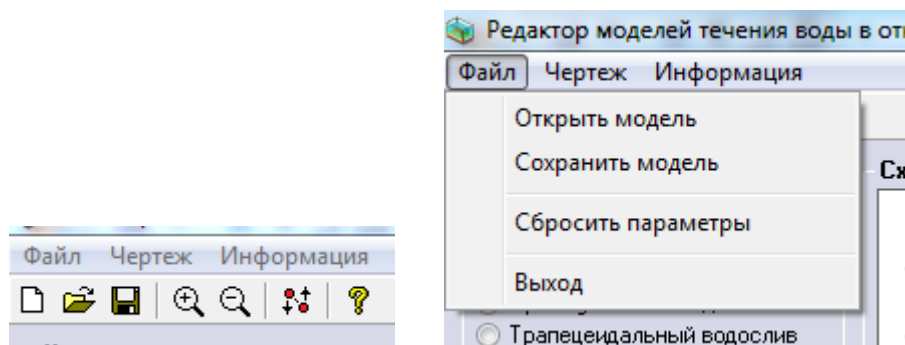 Файл Чертеж Информация
Редактор моделей течения воды в
Файл Чертеж Информация
Открыть модель
Сохранить модель
Сбросить параметры
Выход
Трапецеидальный водослив